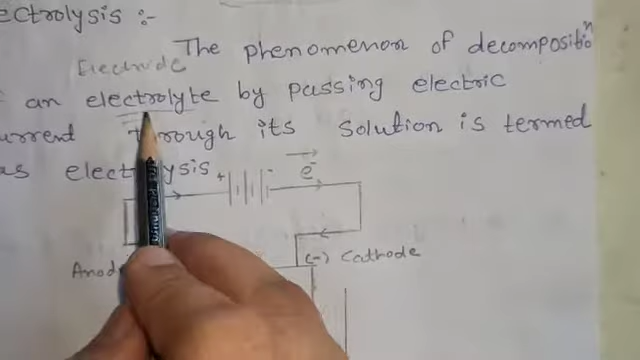 ectrolysis :-
The phenomenon of decomposition
Electrode
an electrolyte by passing electric
urrent through its solution is termed
as electrolysis
+ - e⁻
Anod (-) Cathode